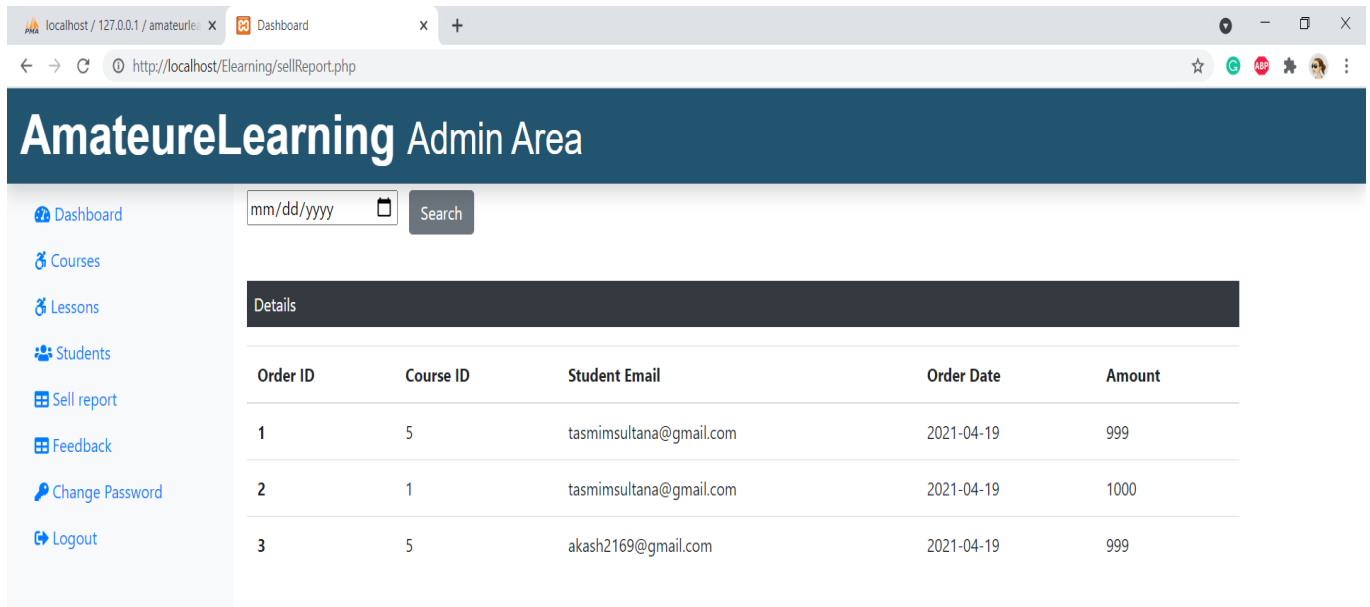 localhost / 127.0.0.1 / amateurlea
Dashboard
http://localhost/Elearning/sellReport.php
AmateureLearning Admin Area
Dashboard
Courses
Lessons
Students
Sell report
Feedback
Change Password
Logout
mm/dd/yyyy
Search
Details
Order ID Course ID Student Email Order Date Amount
1 5 tasmimsultana@gmail.com 2021-04-19 999
2 1 tasmimsultana@gmail.com 2021-04-19 1000
3 5 akash2169@gmail.com 2021-04-19 999
PMA
G
ABP